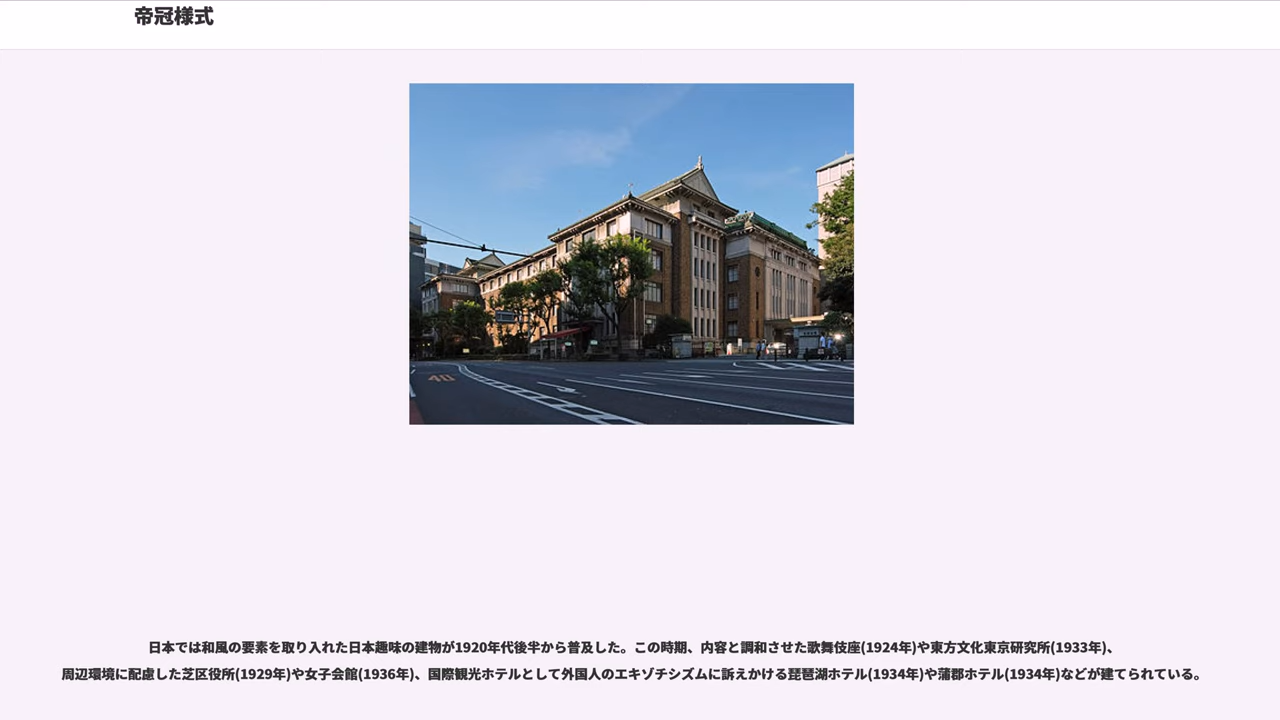 帝冠様式
40
日本では和風の要素を取り入れた日本趣味の建物が1920年代後半から普及した。この時期、内容と調和させた歌舞伎座(1924年)や東方文化東京研究所(1933年)、
周辺環境に配慮した芝区役所(1929年)や女子会館(1936年)、国際観光ホテルとして外国人のエキゾチシズムに訴えかける琵琶湖ホテル(1934年)や蒲郡ホテル(1934年)などが建てられている。